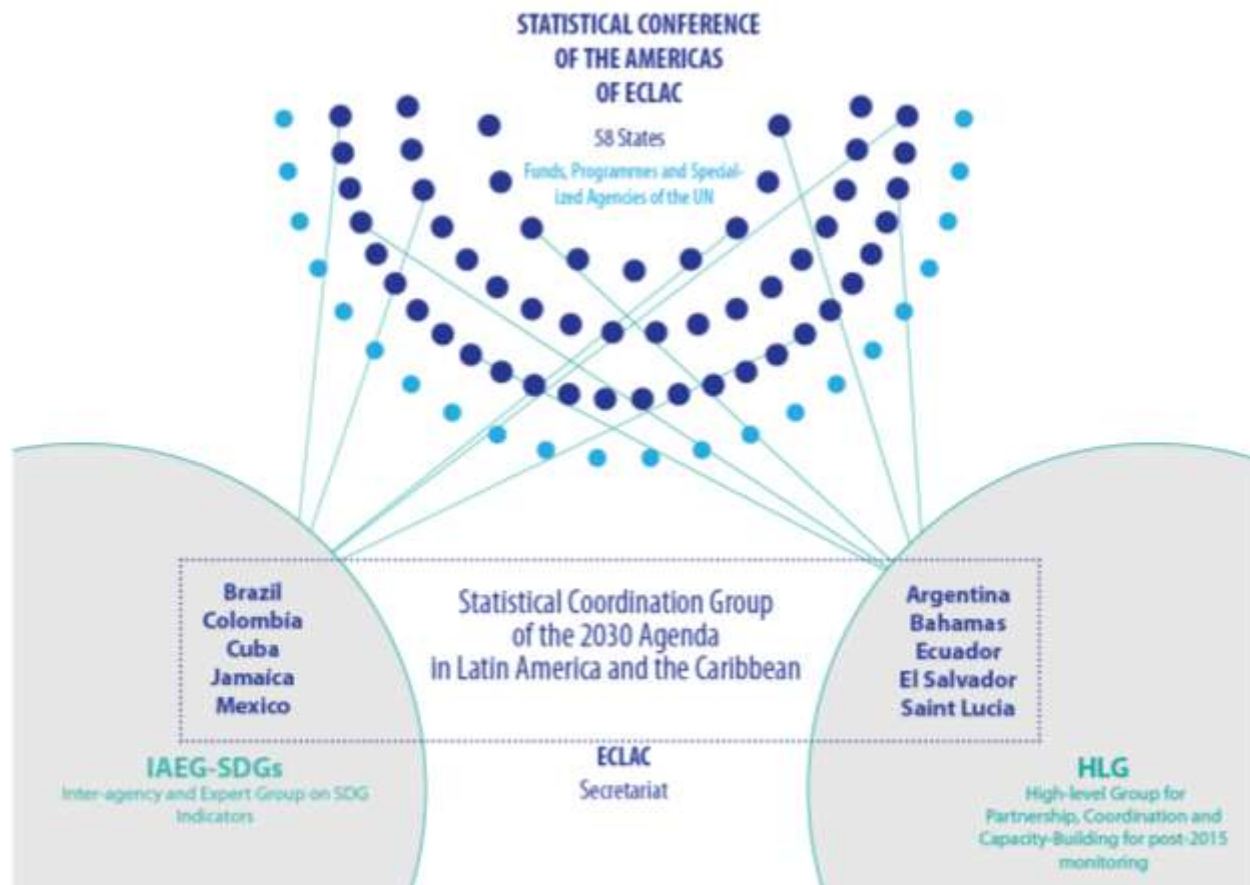 STATISTICAL CONFERENCE
OF THE AMERICAS
OF ECLAC
58 States
Funds, Programmes and Special-
ized Agencies of the UN
Brazil
Colombia
Cuba
Jamaica
Mexico
Statistical Coordination Group
of the 2030 Agenda
in Latin America and the Caribbean
Argentina
Bahamas
Ecuador
El Salvador
Saint Lucia
IAEG-SDGs
Inter-agency and Expert Group on SDG
Indicators
ECLAC
Secretariat
HLG
High-level Group for
Partnership, Coordination and
Capacity-Building for post-2015
monitoring